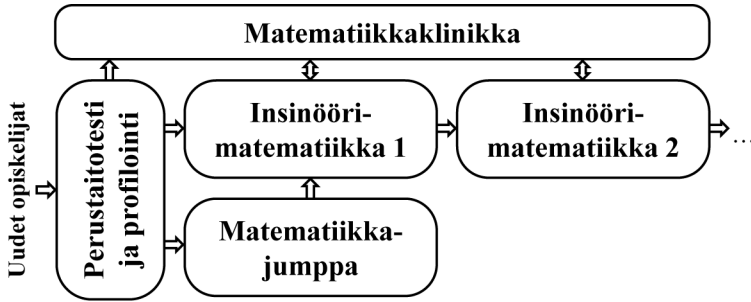 Matematiikkaklinikka
Uudet opiskelijat
Perustaitotesti
ja profilointi
Insinööri-
matematiikka 1
Insinööri-
matematiikka 2
...
Matematiikka-
jumppa